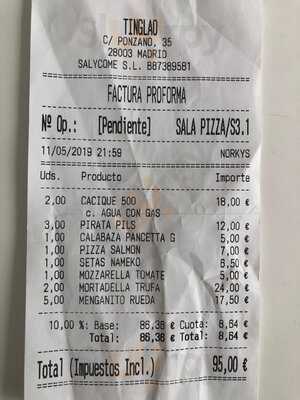 TINGLAO
C/ PONZANO, 35
28003 MADRID
SALYCOME S.L. B87389581
FACTURA PROFORMA
Nº Op.: [Pendiente] SALA PIZZA/S3.1
11/05/2019 21:59 NORKYS
Uds. Producto Importe
2,00 CACIQUE 500 18,00 €
c. AGUA CON GAS
3,00 PIRATA PILS 12,00 €
1,00 CALABAZA PANCETTA G 5,00 €
1,00 PIZZA SALMON 7,00 €
1,00 SETAS NAMEKO 6,50 €
1,00 MOZZARELLA TOMATE 5,00 €
2,00 MORTADELLA TRUFA 24,00 €
5,00 MENGANITO RUEDA 17,50 €
10,00 %: Base: 86,36 € Cuota: 8,64 €
Total: 86,36 € Total: 8,64 €
Total (Impuestos Incl.) 95,00 €